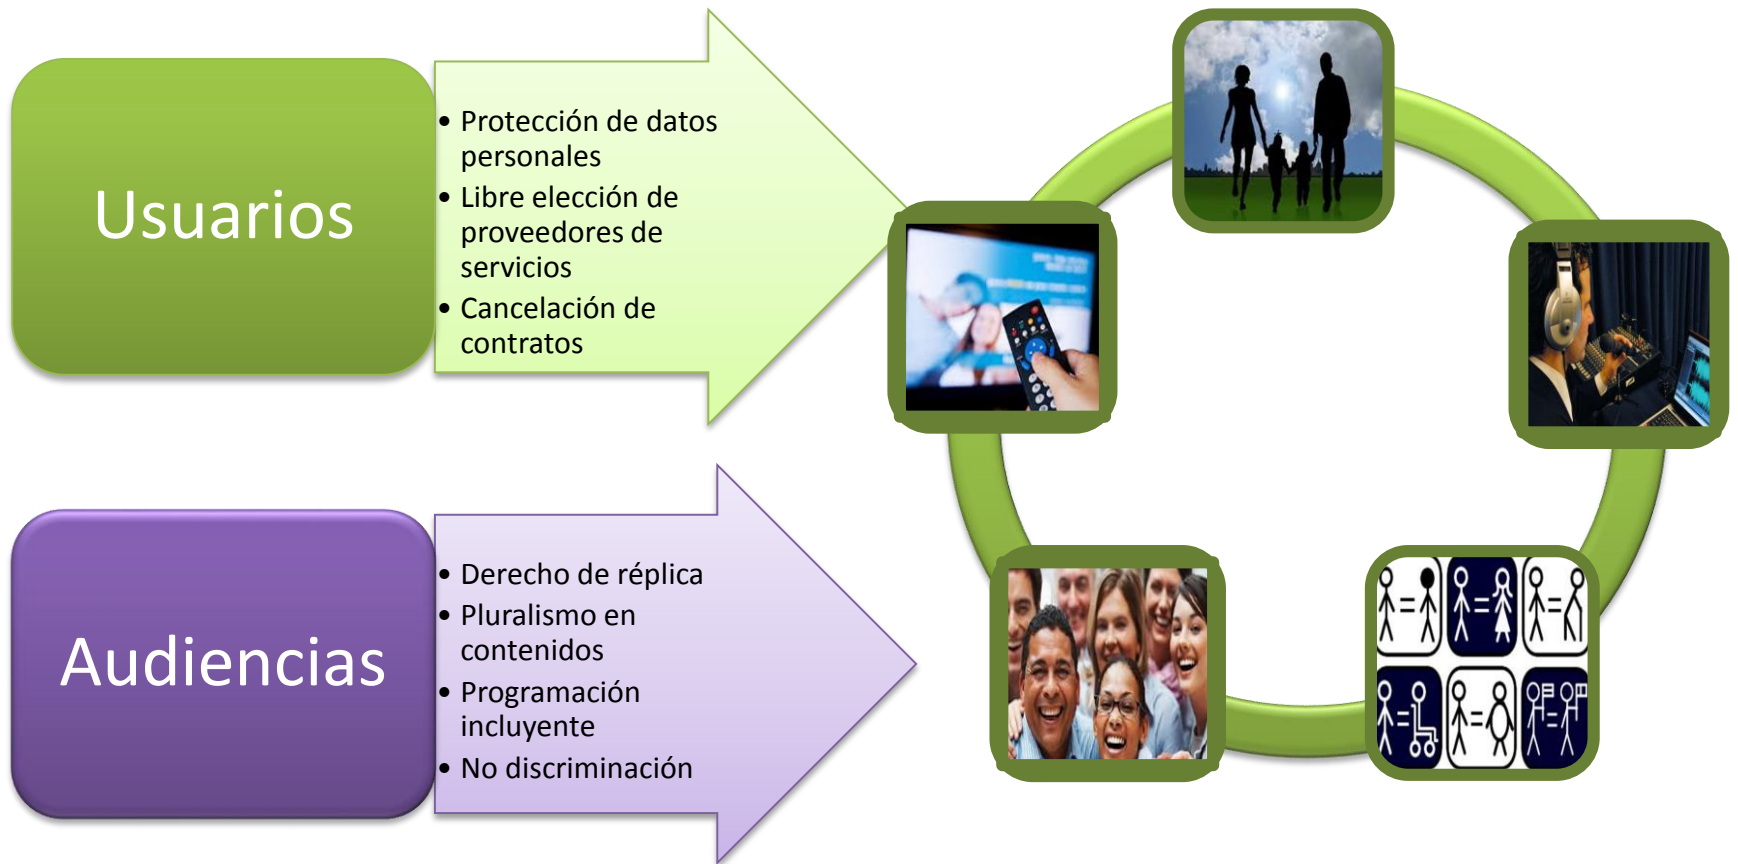 Usuarios
• Protección de datos
personales
• Libre elección de
proveedores de
servicios
• Cancelación de
contratos
Audiencias
• Derecho de réplica
• Pluralismo en
contenidos
• Programación
incluyente
• No discriminación